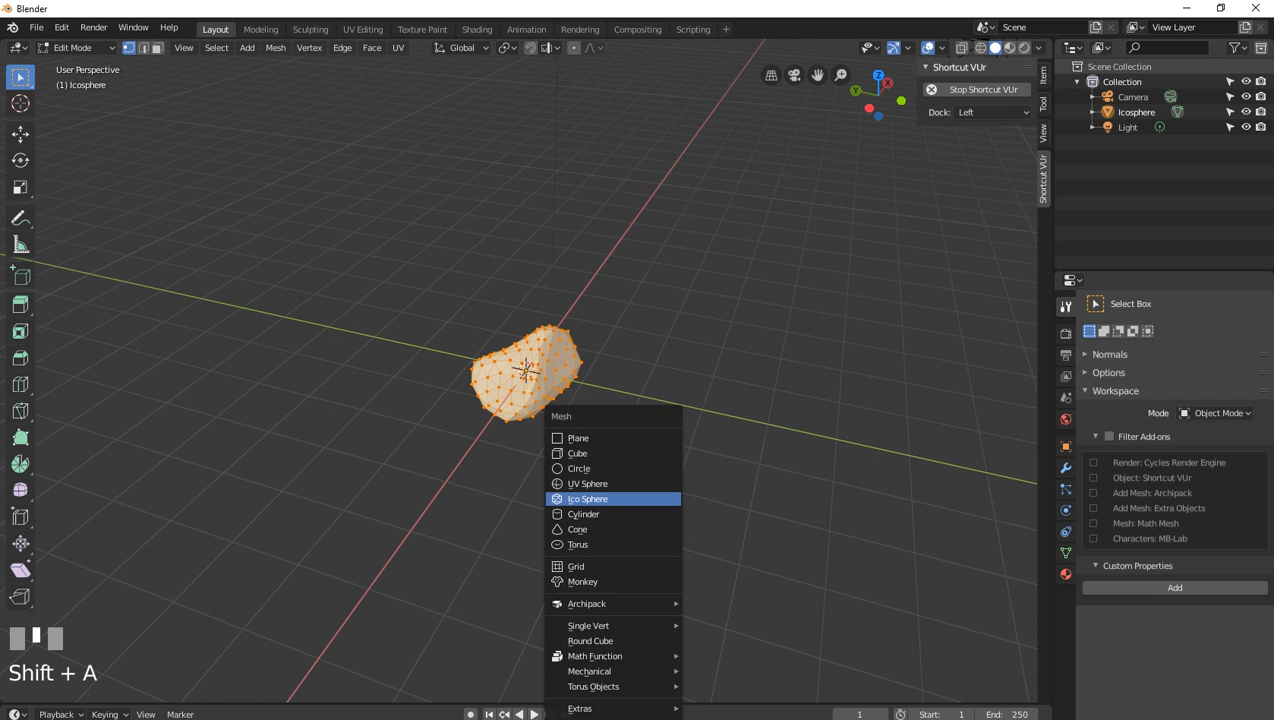 Blender
File Edit Render Window Help Layout Modeling Sculpting UV Editing Texture Paint Shading Animation Rendering Compositing Scripting + Scene View Layer
Edit Mode View Select Add Mesh Vertex Edge Face UV Global
User Perspective
(1) Icosphere
Shortcut VUr
Stop Shortcut VUr
Dock: Left
Item
Tool
View
Shortcut VUr
Scene Collection
Collection
Camera
Icosphere
Light
Select Box
Normals
Options
Workspace
Mode Object Mode
Filter Add-ons
Render: Cycles Render Engine
Object: Shortcut VUr
Add Mesh: Archipack
Add Mesh: Extra Objects
Mesh: Math Mesh
Characters: MB-Lab
Custom Properties
Add
Mesh
Plane
Cube
Circle
UV Sphere
Ico Sphere
Cylinder
Cone
Torus
Grid
Monkey
Archipack
Single Vert
Round Cube
Math Function
Mechanical
Torus Objects
Extras
Shift + A
Playback Keying View Marker 1 Start: 1 End: 250